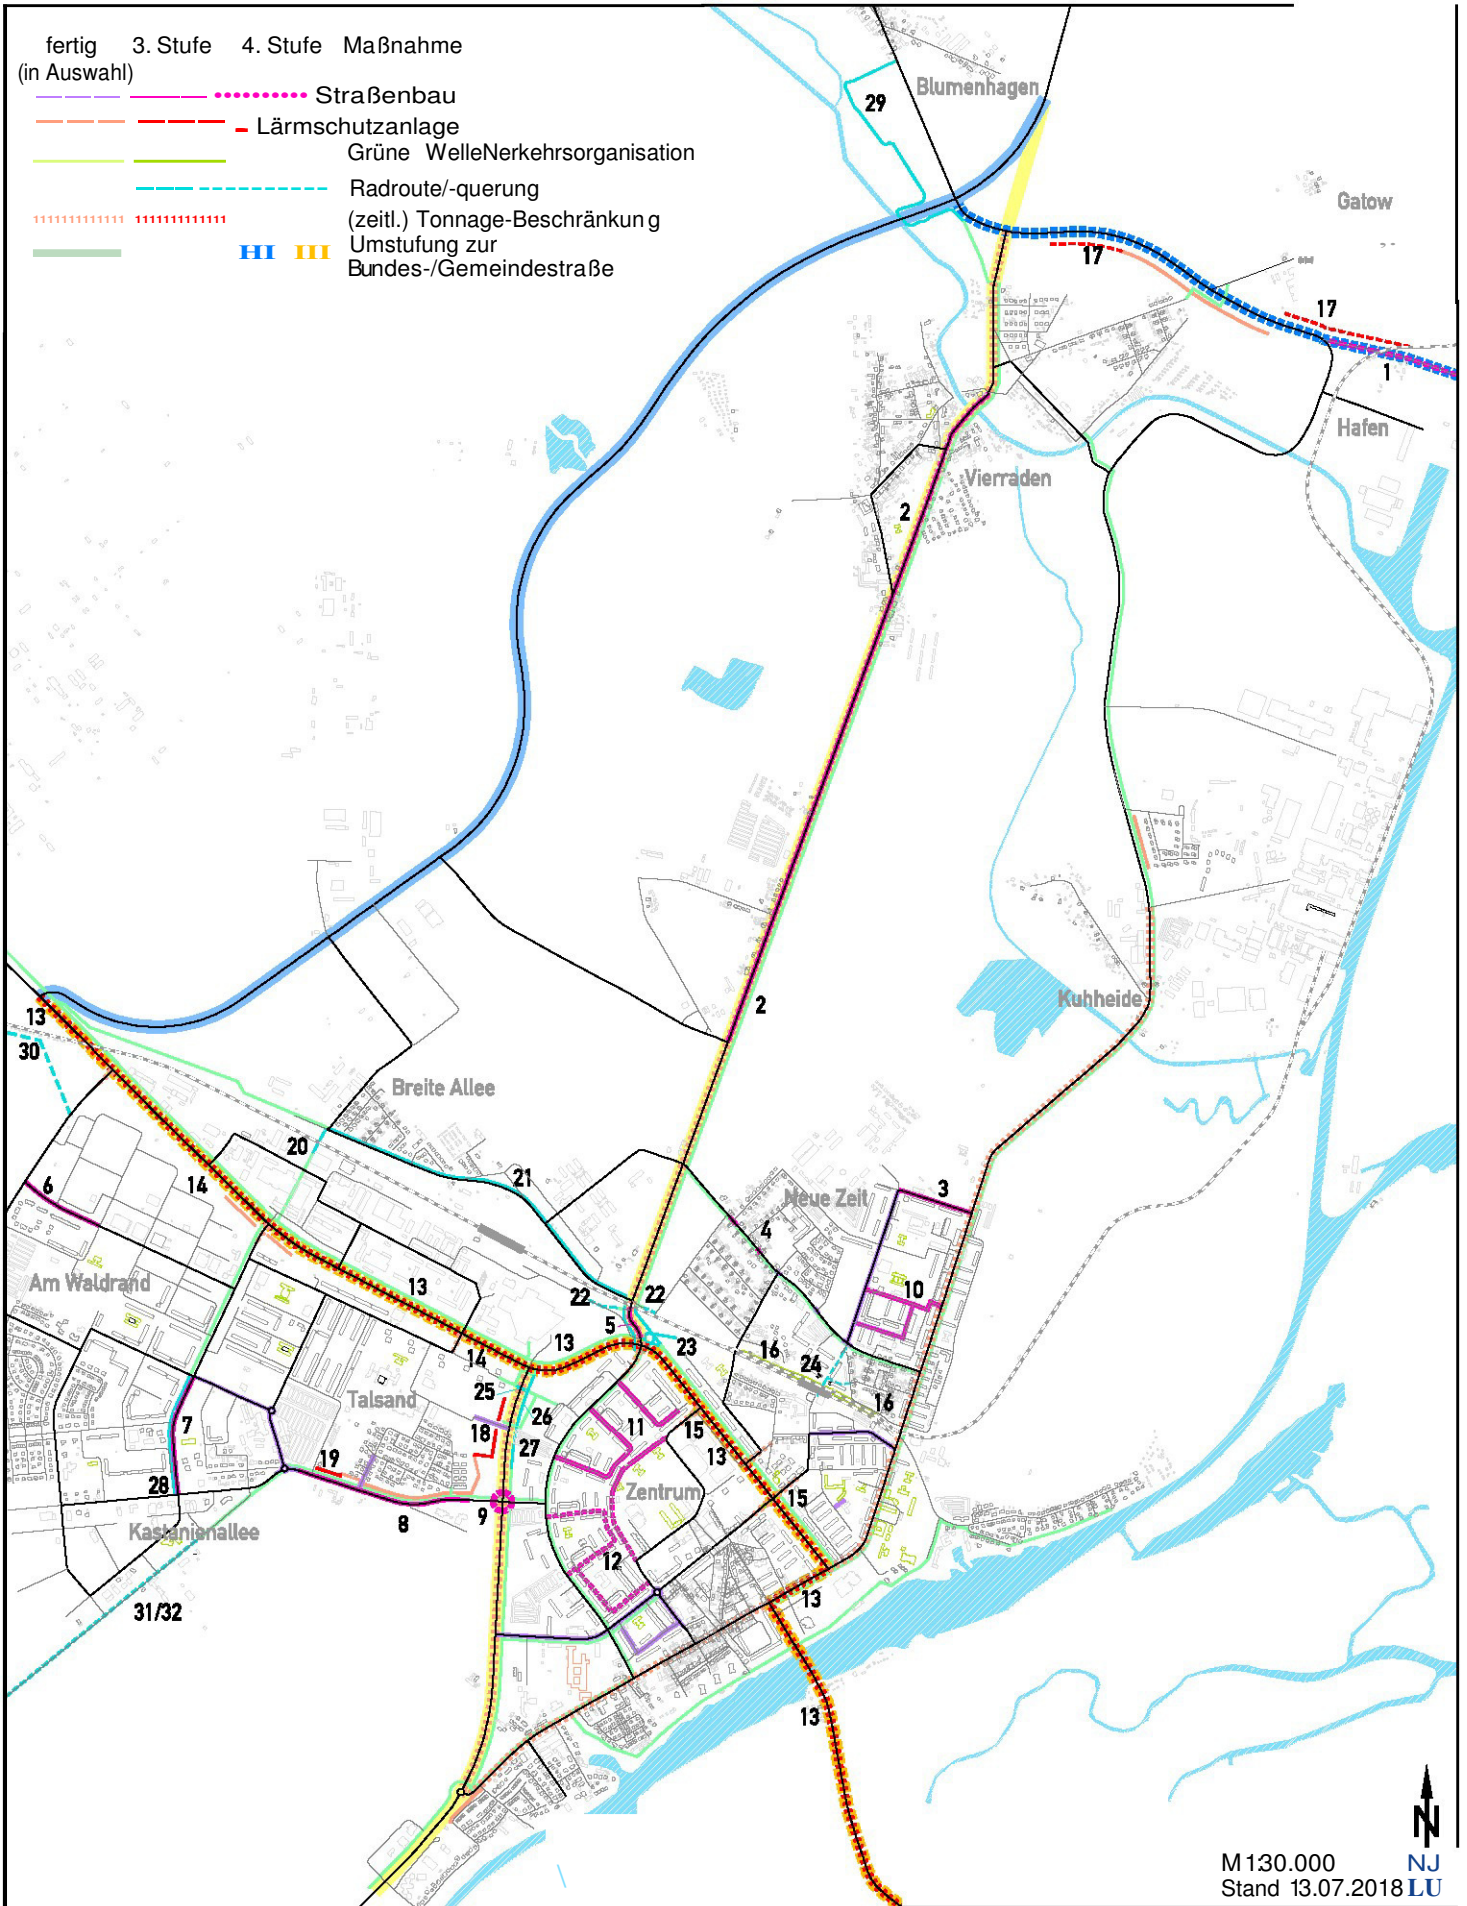 fertig 3. Stufe 4. Stufe Maßnahme
(in Auswahl)
Straßenbau
Lärmschutzanlage
Grüne WelleNerkehrsorganisation
Radroute/-querung
(zeitl.) Tonnage-Beschränkung
HI III Umstufung zur
Bundes-/Gemeindestraße
Blumenhagen
29
Gatow
17
17
1
Hafen
Vierraden
2
2
Kuhheide
13
30
Breite Allee
20
21
14
6
3
Neue Zeit
4
Am Waldrand
13
22
22
10
5
13
23
14
16
24
25
Talsand
26
11
15
16
7
18
27
13
19
28
Zentrum
15
8
9
Kastanienallee
12
31/32
13
13
N
M130.000 NJ
Stand 13.07.2018 LU